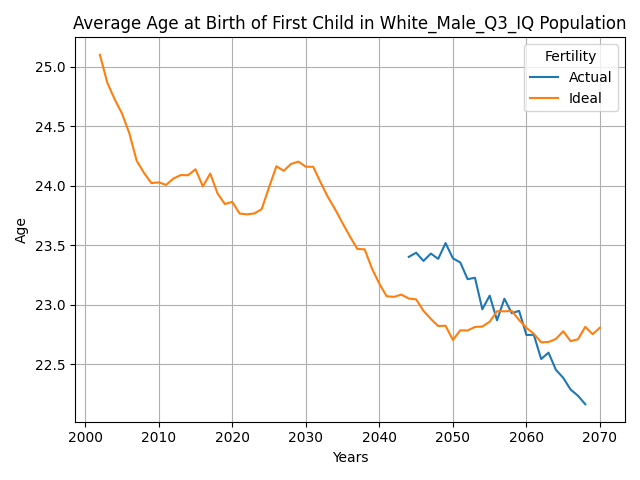 Average Age at Birth of First Child in White_Male_Q3_IQ Population
Fertility
Actual
Ideal
Age
25.0
24.5
24.0
23.5
23.0
22.5
2000 2010 2020 2030 2040 2050 2060 2070
Years